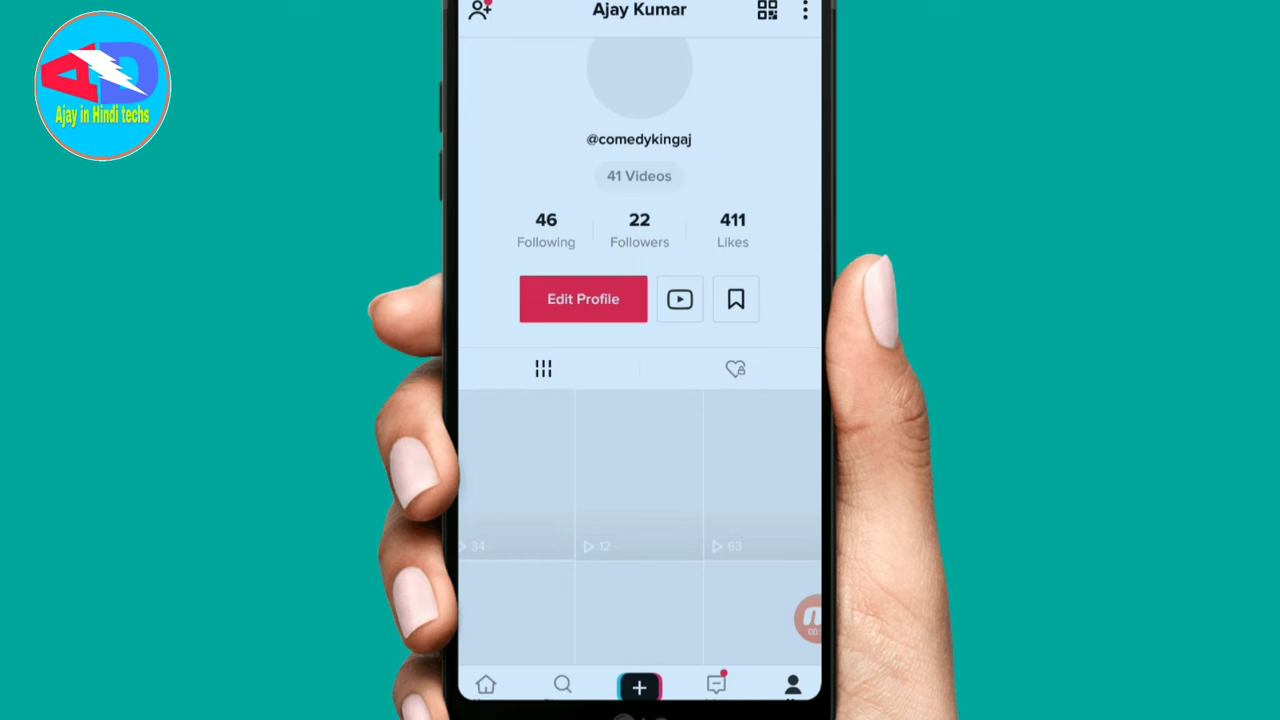 Ajay Kumar
AD
Ajay in Hindi techs
@comedykingaj
41 Videos
46 22 411
Following Followers Likes
Edit Profile
34 12 63